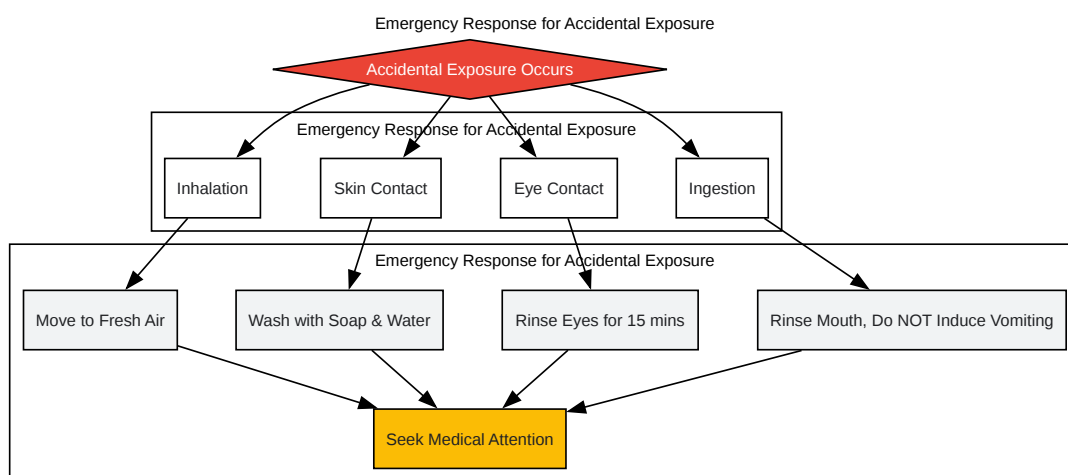 Emergency Response for Accidental Exposure
Accidental Exposure Occurs
Emergency Response for Accidental Exposure
Inhalation
Skin Contact
Eye Contact
Ingestion
Emergency Response for Accidental Exposure
Move to Fresh Air
Wash with Soap & Water
Rinse Eyes for 15 mins
Rinse Mouth, Do NOT Induce Vomiting
Seek Medical Attention